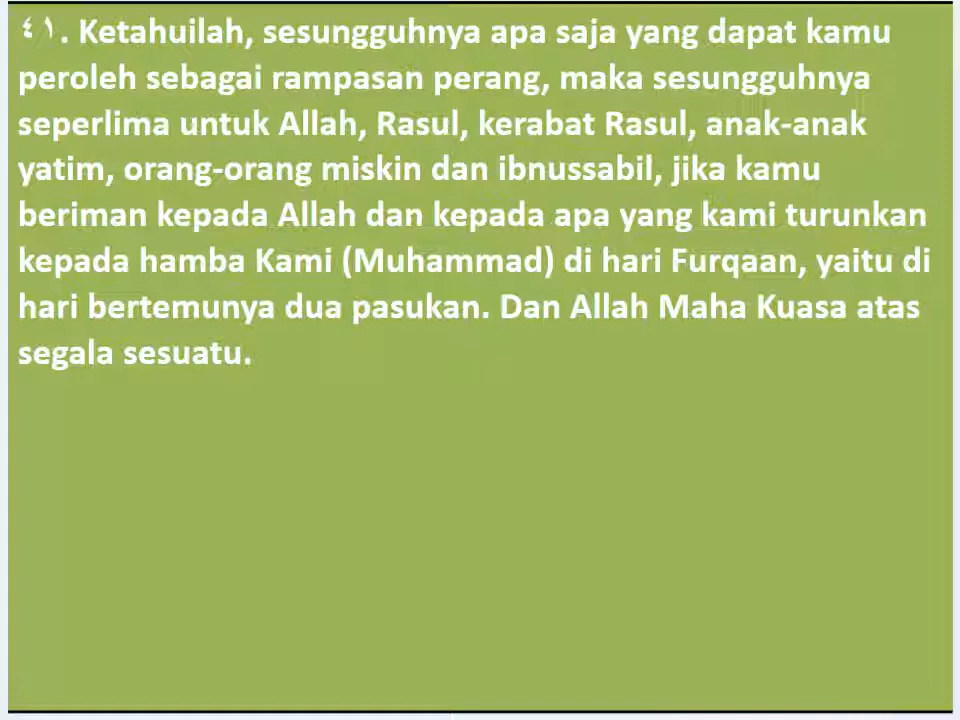 ٤١. Ketahuilah, sesungguhnya apa saja yang dapat kamu
peroleh sebagai rampasan perang, maka sesungguhnya
seperlima untuk Allah, Rasul, kerabat Rasul, anak-anak
yatim, orang-orang miskin dan ibnussabil, jika kamu
beriman kepada Allah dan kepada apa yang kami turunkan
kepada hamba Kami (Muhammad) di hari Furqaan, yaitu di
hari bertemunya dua pasukan. Dan Allah Maha Kuasa atas
segala sesuatu.